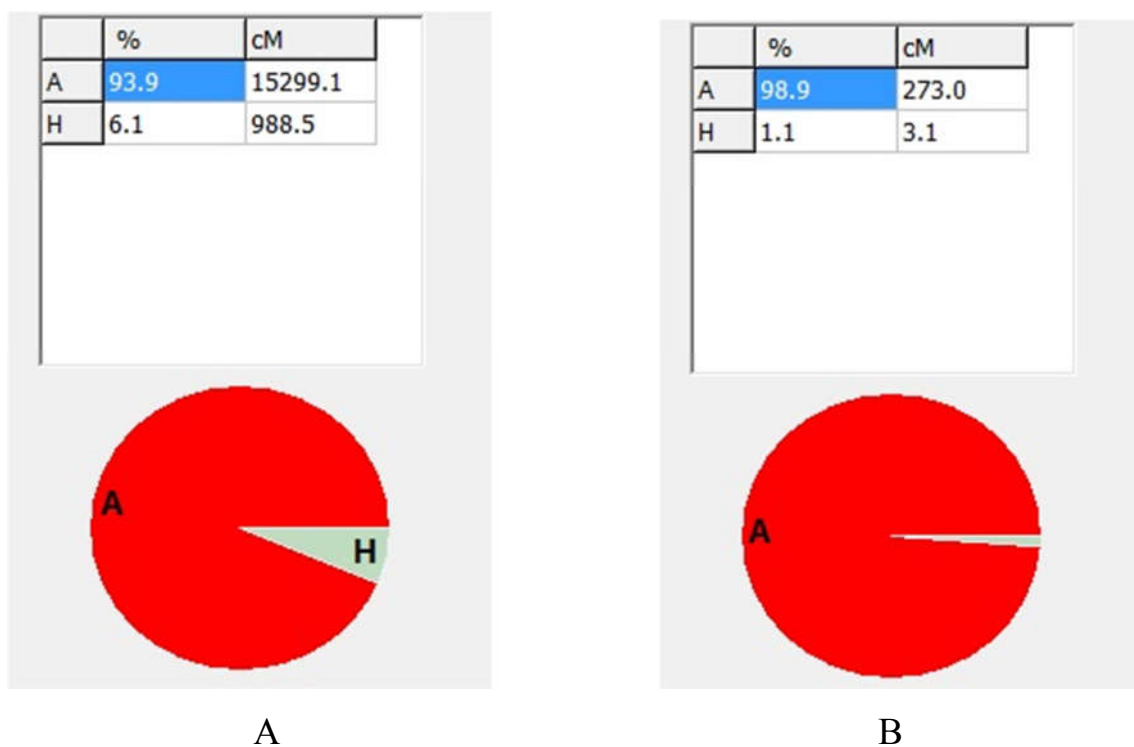 % cM
A 93.9 15299.1
H 6.1 988.5
A
H
A
% cM
A 98.9 273.0
H 1.1 3.1
A
B